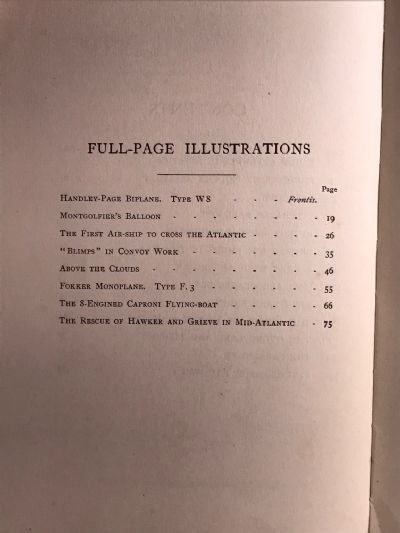 FULL-PAGE ILLUSTRATIONS
Page
HANDLEY-PAGE BIPLANE. TYPE W8 - - - Frontis.
MONTGOLFIER'S BALLOON - - - - - - - - 19
THE FIRST AIR-SHIP TO CROSS THE ATLANTIC - - - - 26
"BLIMPS" IN CONVOY WORK - - - - - - - 35
ABOVE THE CLOUDS - - - - - - - - - 46
FOKKER MONOPLANE. TYPE F. 3 - - - - - - 55
THE 8-ENGINED CAPRONI FLYING-BOAT - - - - - 66
THE RESCUE OF HAWKER AND GRIEVE IN MID-ATLANTIC - 75